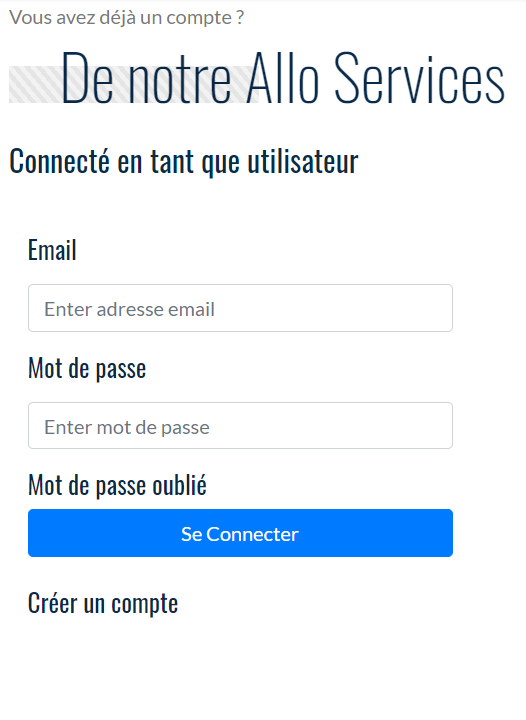 Vous avez déjà un compte ?
De notre Allo Services
Connecté en tant que utilisateur
Email
Enter adresse email
Mot de passe
Enter mot de passe
Mot de passe oublié
Se Connecter
Créer un compte